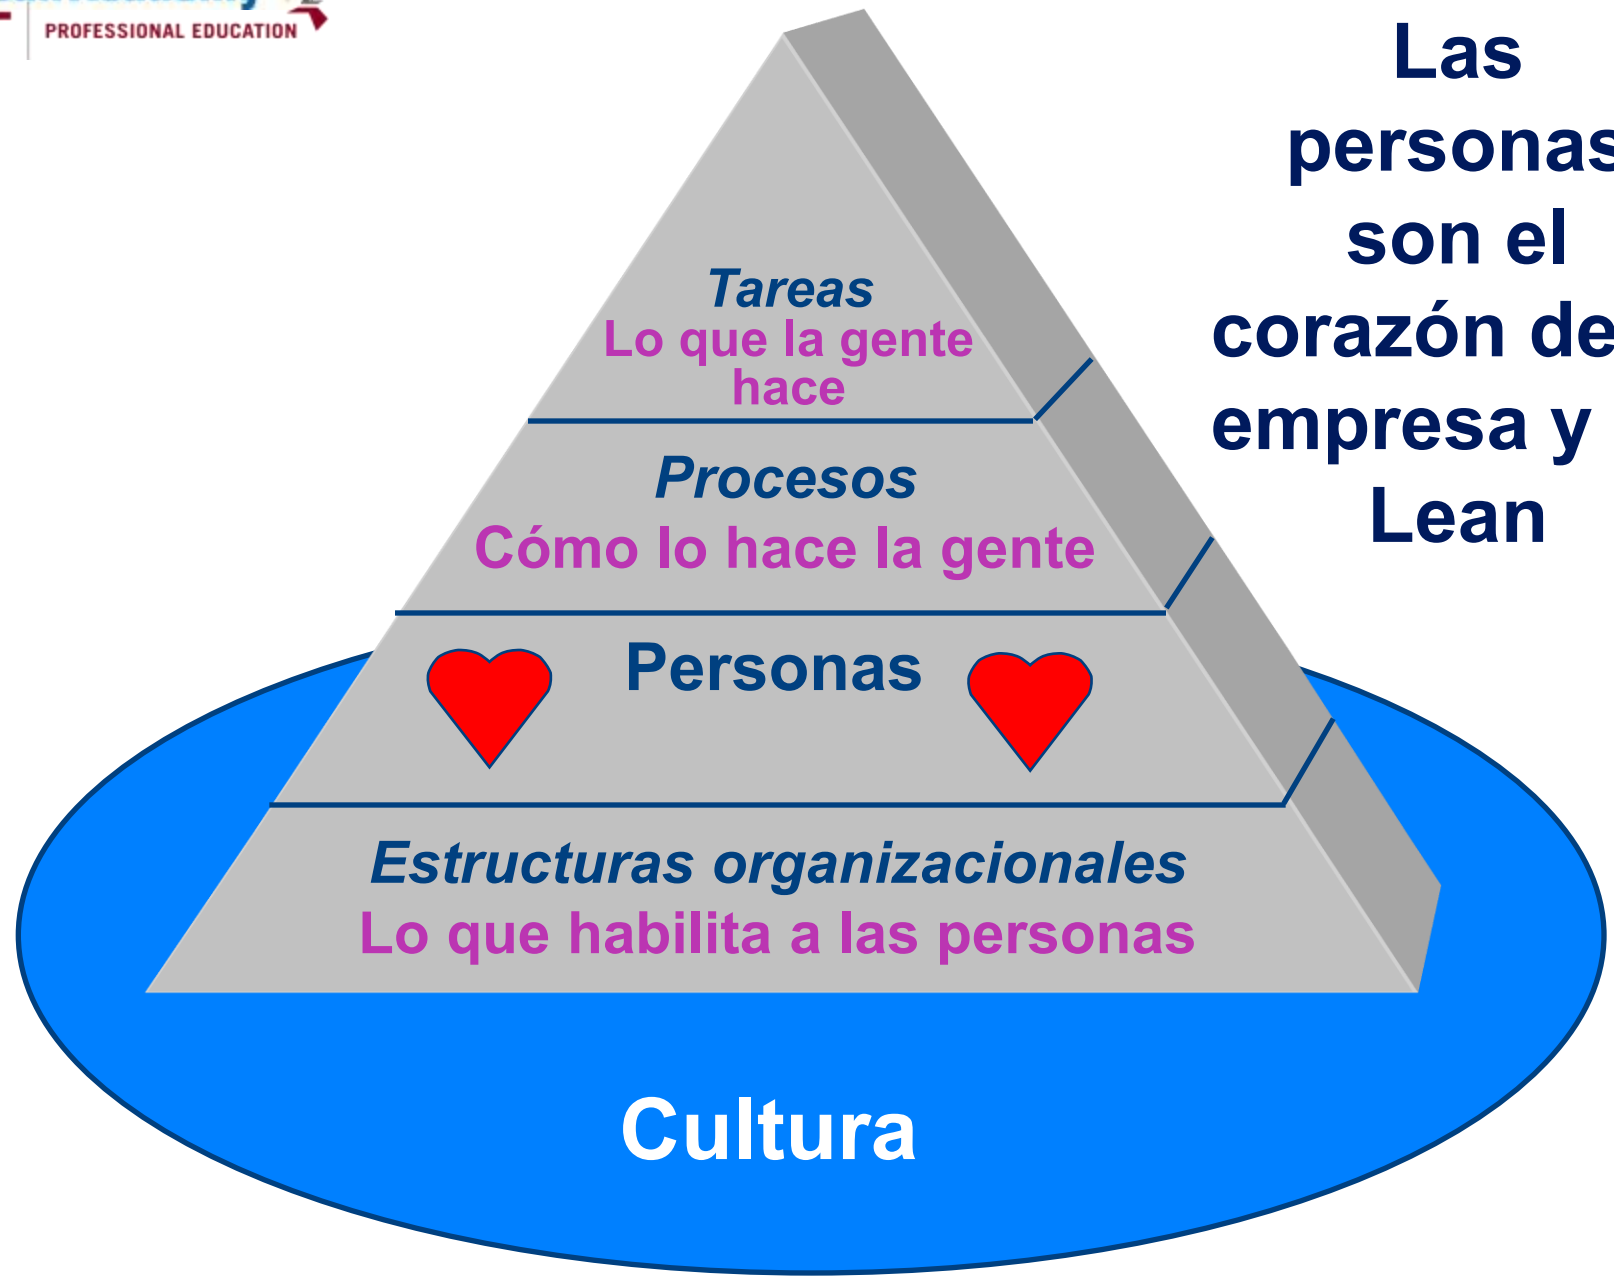 PROFESSIONAL EDUCATION
Las
personas
son el
corazón de
empresa y
Lean
Tareas
Lo que la gente
hace
Procesos
Cómo lo hace la gente
Personas
Estructuras organizacionales
Lo que habilita a las personas
Cultura